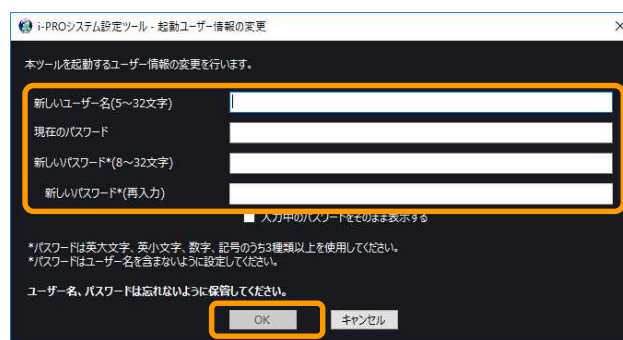 i-PROシステム設定ツール - 起動ユーザー情報の変更
本ツールを起動するユーザー情報の変更を行います。
新しいユーザー名(5～32文字)
現在のパスワード
新しいパスワード*(8～32文字)
新しいパスワード*(再入力)
入力中のパスワードをそのまま表示する
*パスワードは英大文字、英小文字、数字、記号のうち3種類以上を使用してください。
*パスワードはユーザー名を含まないように設定してください。
ユーザー名、パスワードは忘れないように保管してください。
OK キャンセル